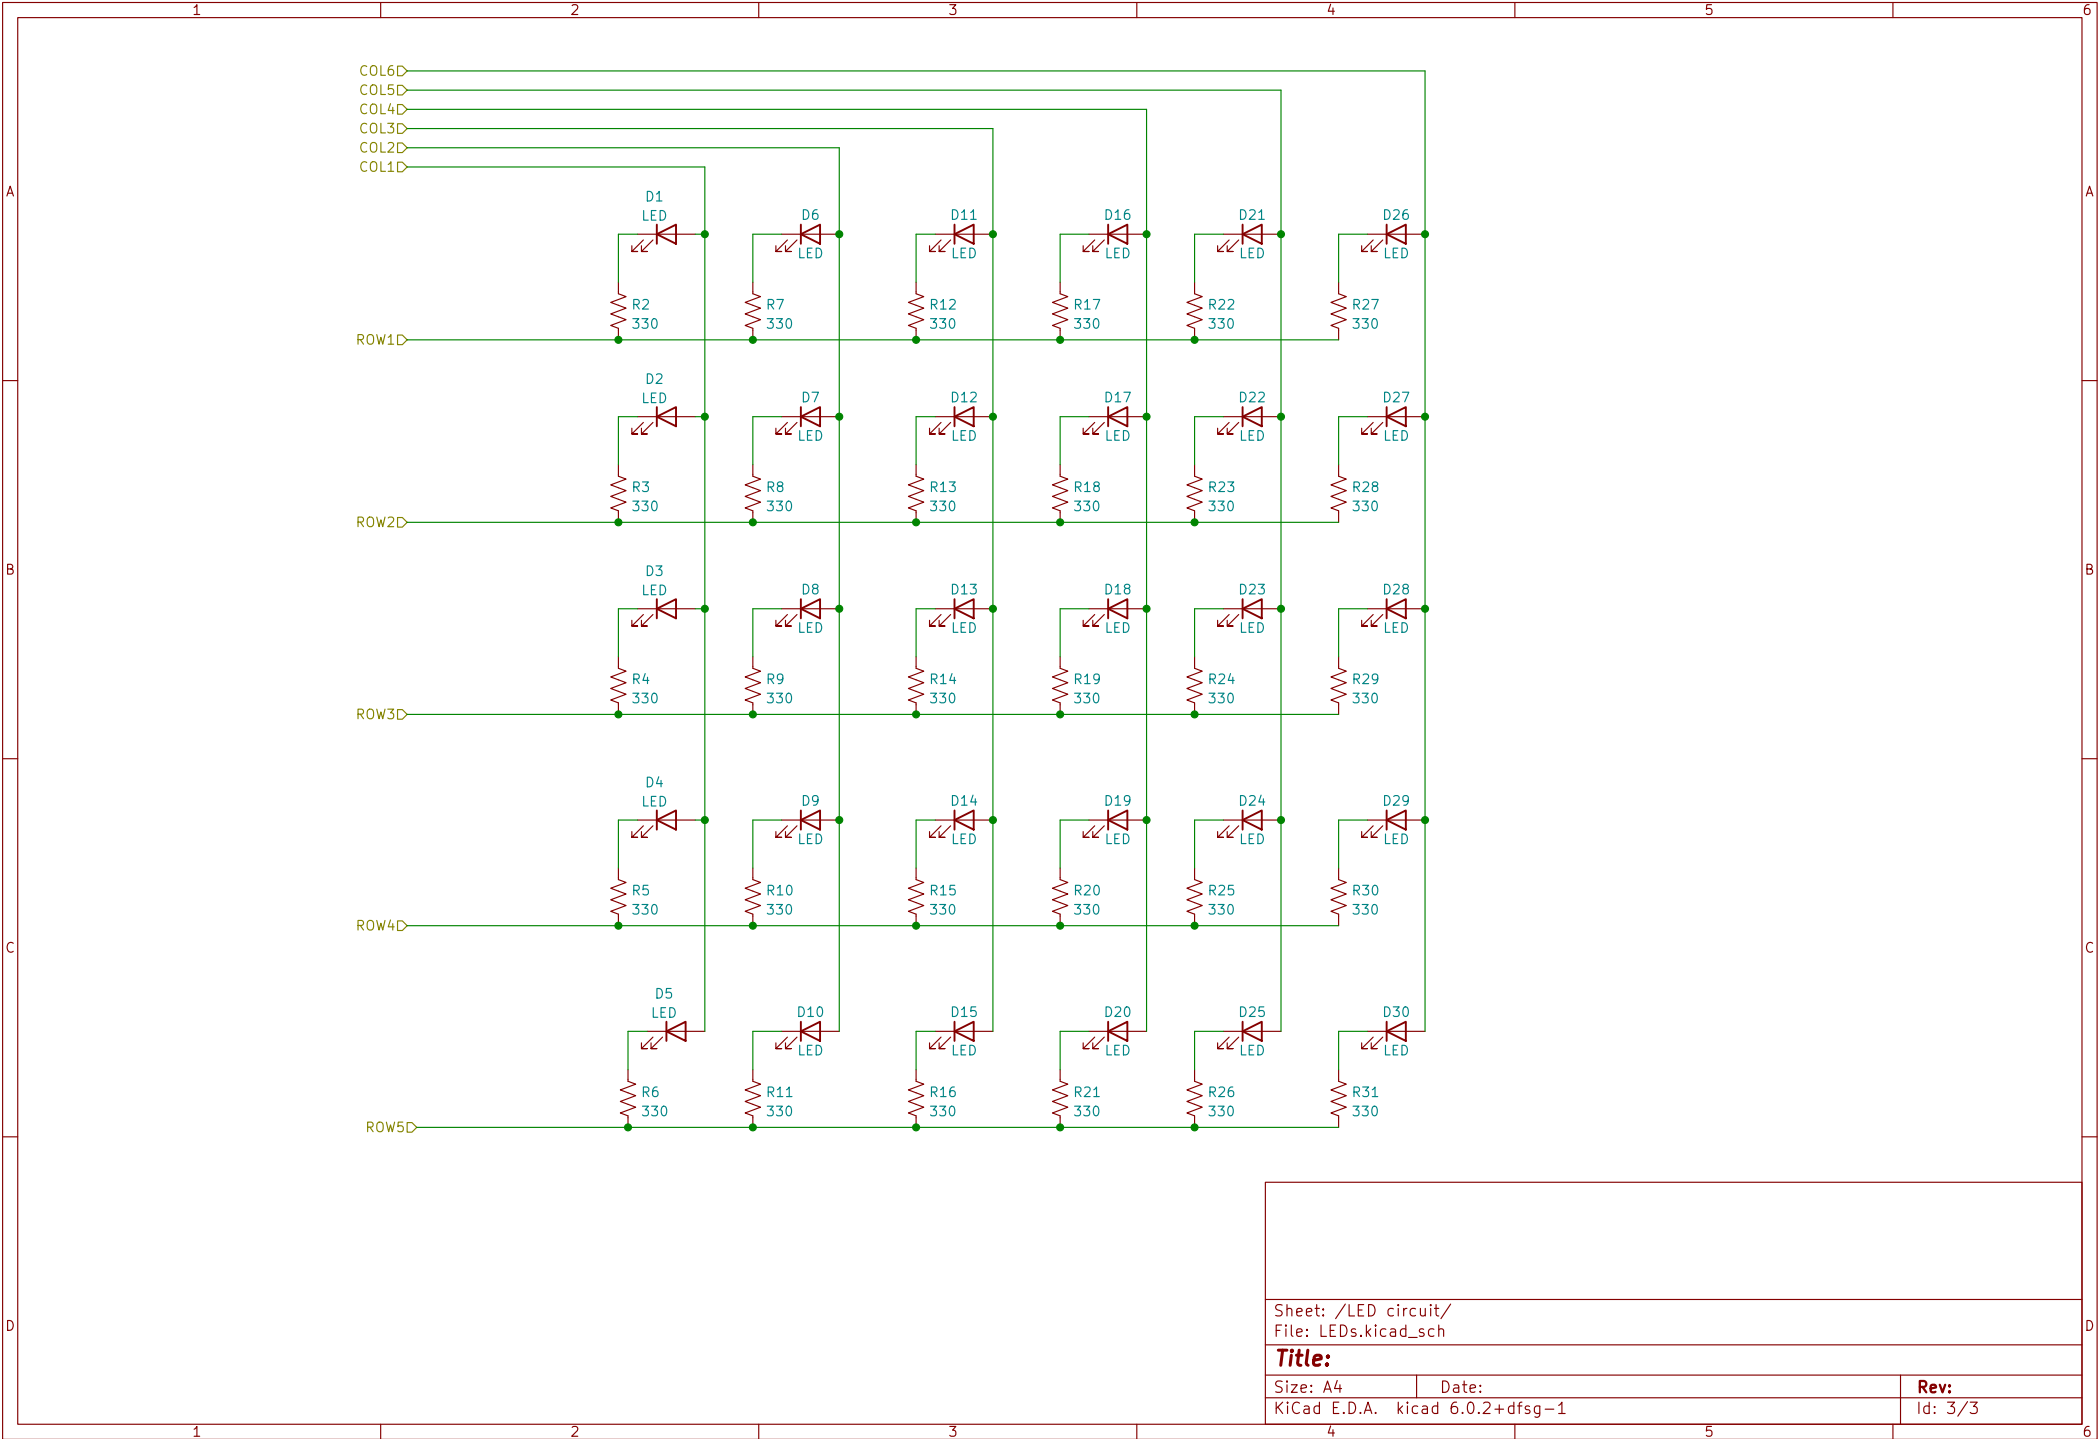 1 2 3 4 5 6
COL6
COL5
COL4
COL3
COL2
COL1
A A
D1
LED
D6 D11 D16 D21 D26
LED LED LED LED LED
R2 R7 R12 R17 R22 R27
330 330 330 330 330 330
ROW1
D2
LED
D7 D12 D17 D22 D27
LED LED LED LED LED
R3 R8 R13 R18 R23 R28
330 330 330 330 330 330
ROW2
B B
D3
LED
D8 D13 D18 D23 D28
LED LED LED LED LED
R4 R9 R14 R19 R24 R29
330 330 330 330 330 330
ROW3
D4
LED
D9 D14 D19 D24 D29
LED LED LED LED LED
R5 R10 R15 R20 R25 R30
330 330 330 330 330 330
ROW4
C C
D5
LED
D10 D15 D20 D25 D30
LED LED LED LED LED
R6 R11 R16 R21 R26 R31
330 330 330 330 330 330
ROW5
D D
Sheet: /LED circuit/
File: LEDs.kicad_sch
Title:
Size: A4 Date: Rev:
KiCad E.D.A. kicad 6.0.2+dfsg-1 Id: 3/3
1 2 3 4 5 6